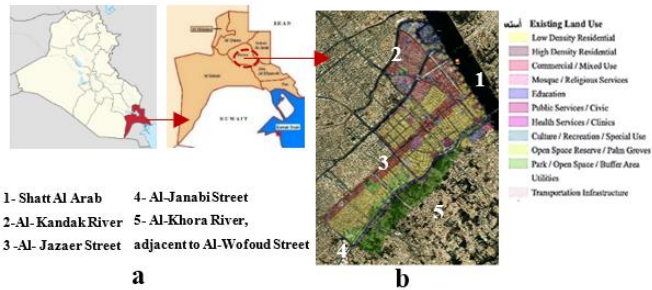 a
IRAN
KUWAIT
2
1
3
5
4
1- Shatt Al Arab
2-Al- Kandak River
3 -Al- Jazaer Street
4- Al-Janabi Street
5- Al-Khora River,
adjacent to Al-Wofoud Street
a
b
Existing Land Use
Low Density Residential
High Density Residential
Commercial / Mixed Use
Mosque / Religious Services
Education
Public Services / Civic
Health Services / Clinics
Culture / Recreation / Special Use
Open Space Reserve / Palm Groves
Park / Open Space / Buffer Area
Utilities
Transportation Infrastructure